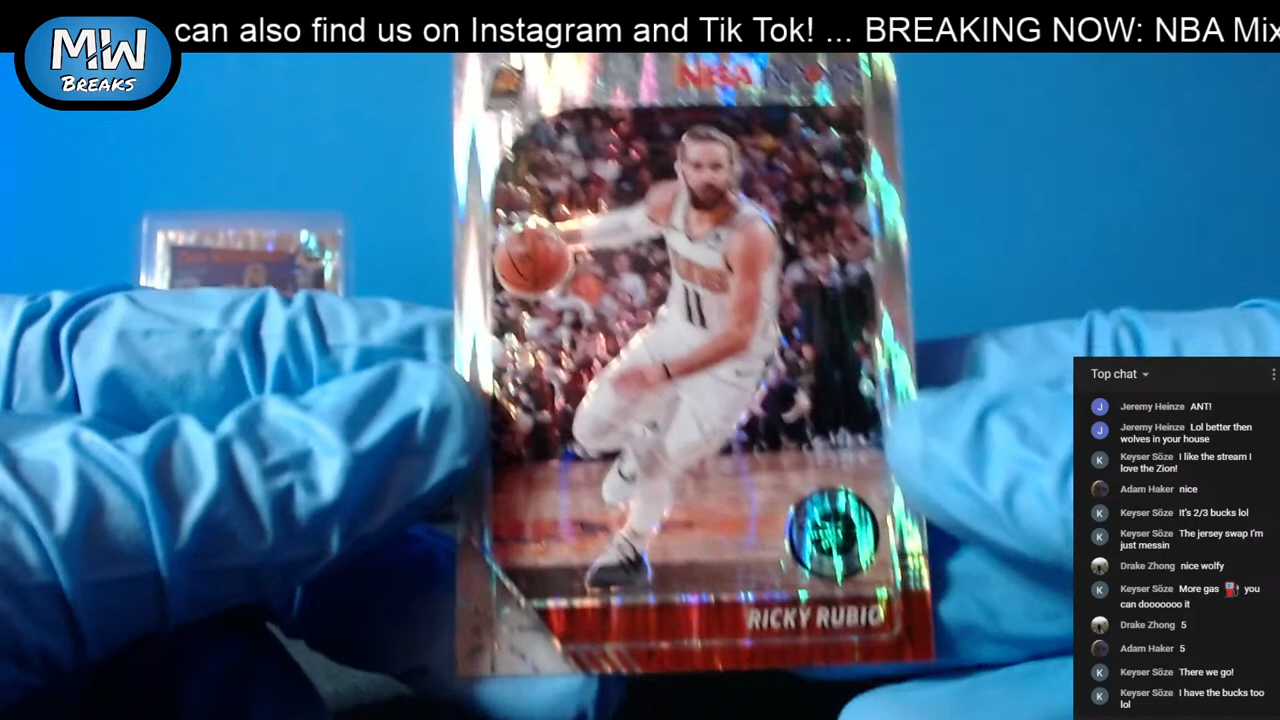 can also find us on Instagram and Tik Tok! ... BREAKING NOW: NBA Mix
MW
BREAKS
NBA HOOPS
11
RICKY RUBIO
Top chat
J Jeremy Heinze ANT!
J Jeremy Heinze Lol better then
wolves in your house
K Keyser Söze I like the stream I
love the Zion!
Adam Haker nice
K Keyser Söze It's 2/3 bucks lol
K Keyser Söze The jersey swap I'm
just messin
Drake Zhong nice wolfy
K Keyser Söze More gas ⛽ you
can dooooooo it
Drake Zhong 5
Adam Haker 5
K Keyser Söze There we go!
K Keyser Söze I have the bucks too
lol